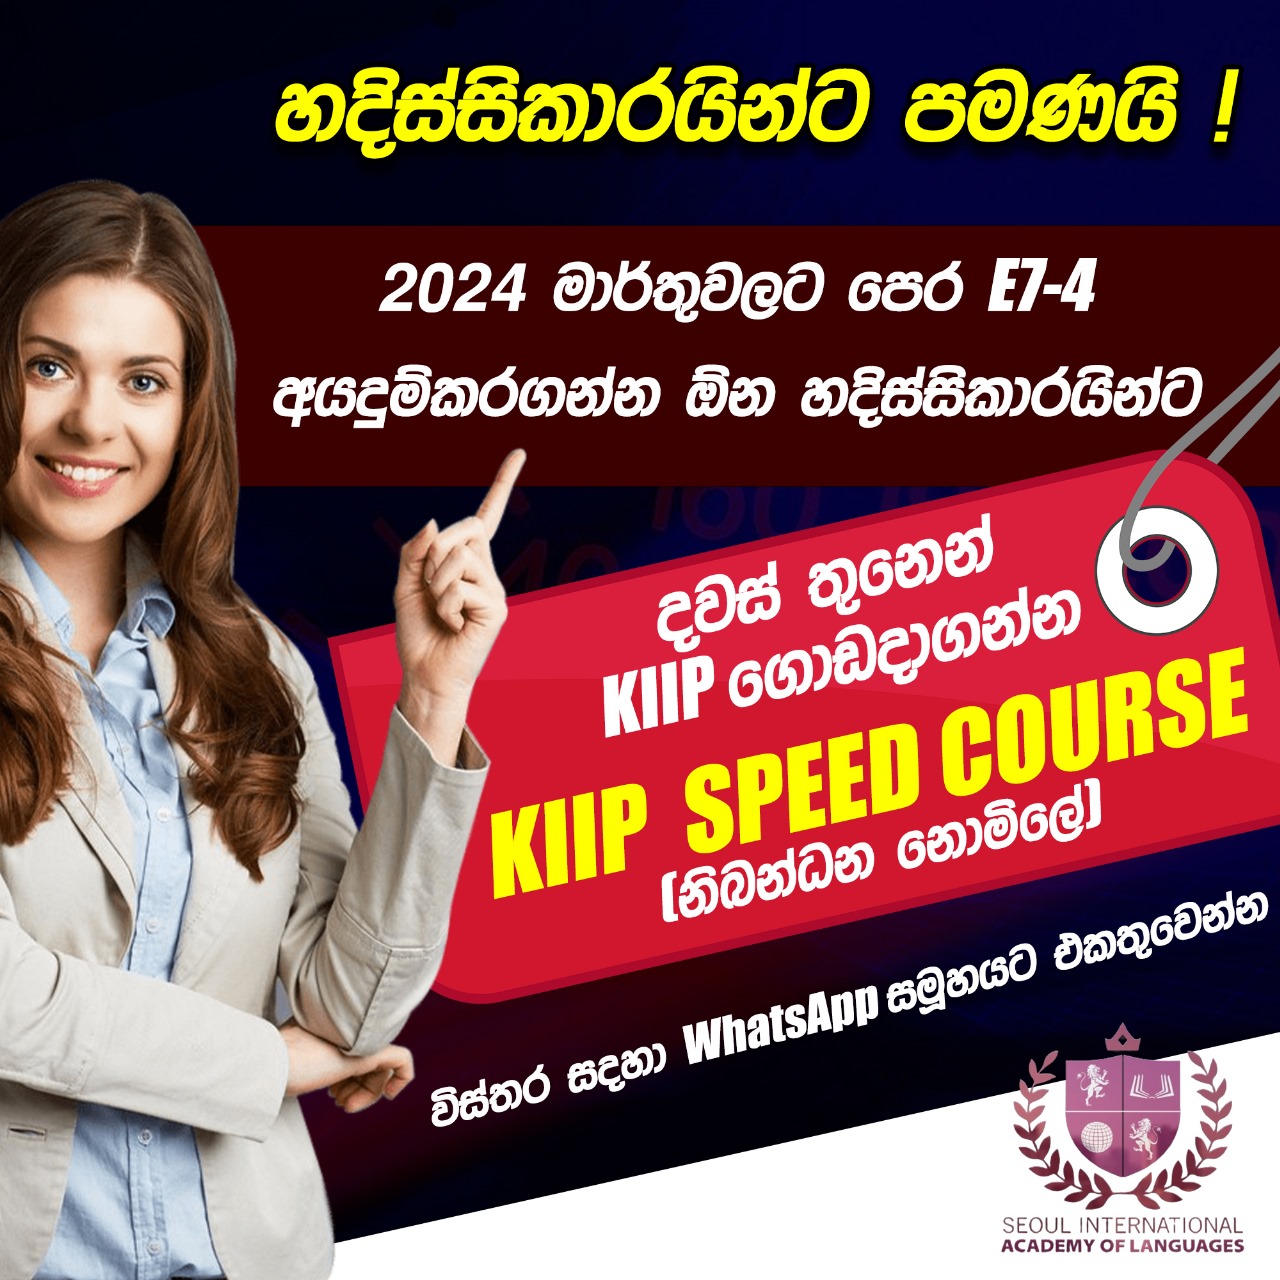 හදිස්සිකාරයින්ට පමණයි !
2024 මාර්තුවලට පෙර E7-4
අයදුම්කරගන්න ඕන හදිස්සිකාරයින්ට
දවස් තුනෙන්
KIIP ගොඩදාගන්න
KIIP SPEED COURSE
(නිබන්ධන නොමිලේ)
විස්තර සදහා WhatsApp සමූහයට එකතුවෙන්න
SEOUL INTERNATIONAL
ACADEMY OF LANGUAGES